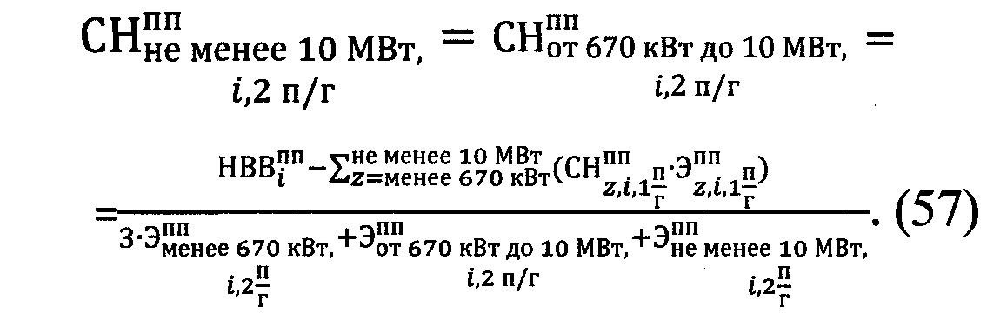 СН^пп_не менее 10 МВт, = СН^пп_от 670 кВт до 10 МВт, =
i,2 п/г i,2 п/г
НВВ^пп_i − Σ^не менее 10 МВт_z=менее 670 кВт (СН^пп_z,i,1 п/г · Э^пп_z,i,1 п/г)
= . (57)
3·Э^пп_менее 670 кВт, + Э^пп_от 670 кВт до 10 МВт, + Э^пп_не менее 10 МВт,
i,2 п/г i,2 п/г i,2 п/г